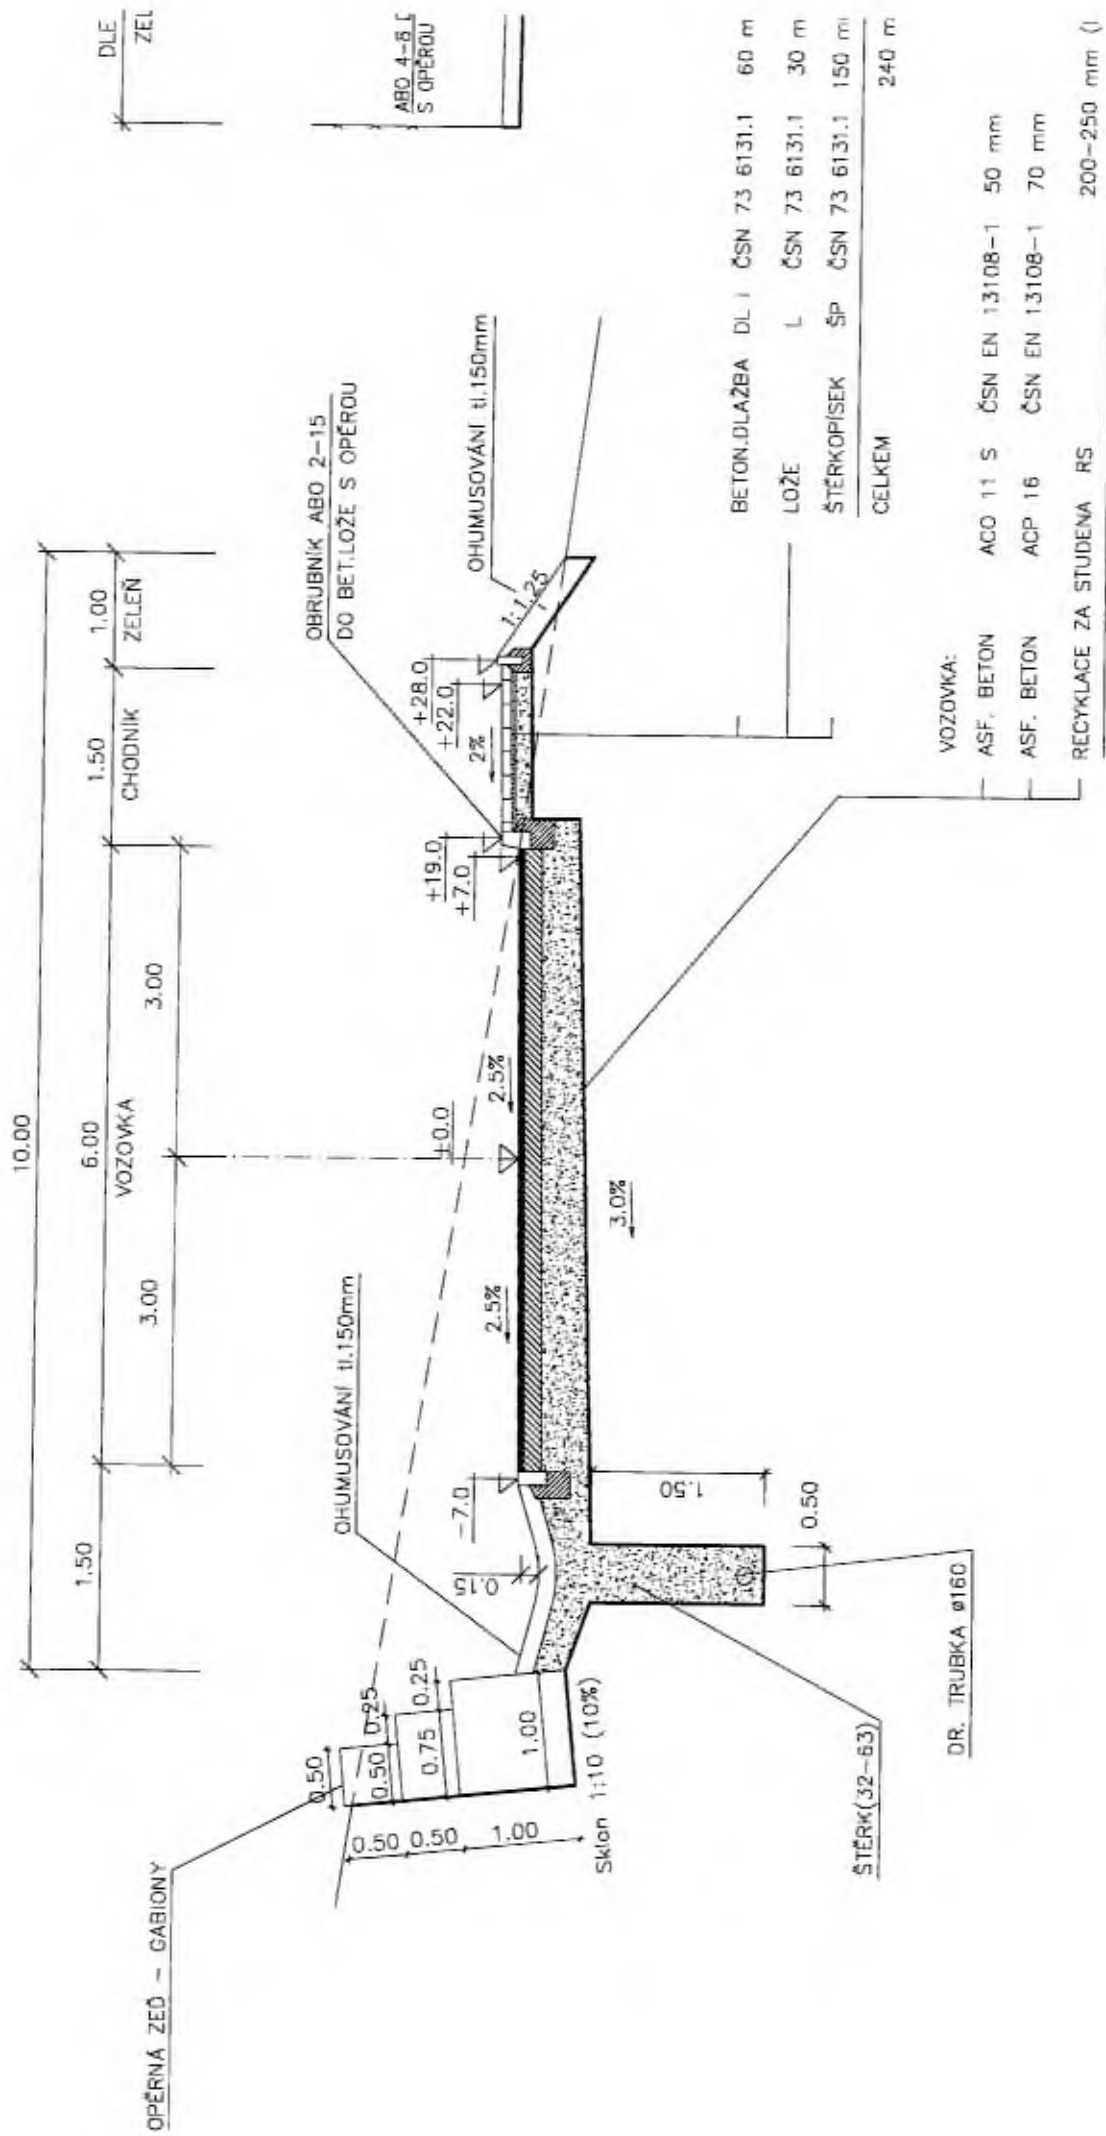 DLE
ZEL
ABO 4-8 
S OPĚROU
10.00
1.50
6.00
1.50
1.00
VOZOVKA
CHODNÍK
ZELEŇ
3.00
3.00
OPĚRNÁ ZEĎ - GABIONY
OHUMUSOVÁNÍ tl.150mm
OBRUBNÍK ABO 2-15
DO BET.LOŽE S OPĚROU
OHUMUSOVÁNÍ tl.150mm
0.50
0.25
0.50
0.25
0.75
1.00
0.50
0.50
1.00
Sklon 1:10 (10%)
0.15
-7.0
2.5%
±0.0
2.5%
+19.0
+7.0
2%
+28.0
+22.0
1:1.25
3.0%
1.50
0.50
ŠTĚRK(32-63)
DR. TRUBKA ø160
BETON.DLAŽBA DL I ČSN 73 6131.1 60 m
LOŽE L ČSN 73 6131.1 30 m
ŠTĚRKOPÍSEK ŠP ČSN 73 6131.1 150 m
CELKEM 240 m
VOZOVKA:
ASF. BETON ACO 11 S ČSN EN 13108-1 50 mm
ASF. BETON ACP 16 ČSN EN 13108-1 70 mm
RECYKLACE ZA STUDENA RS 200-250 mm (